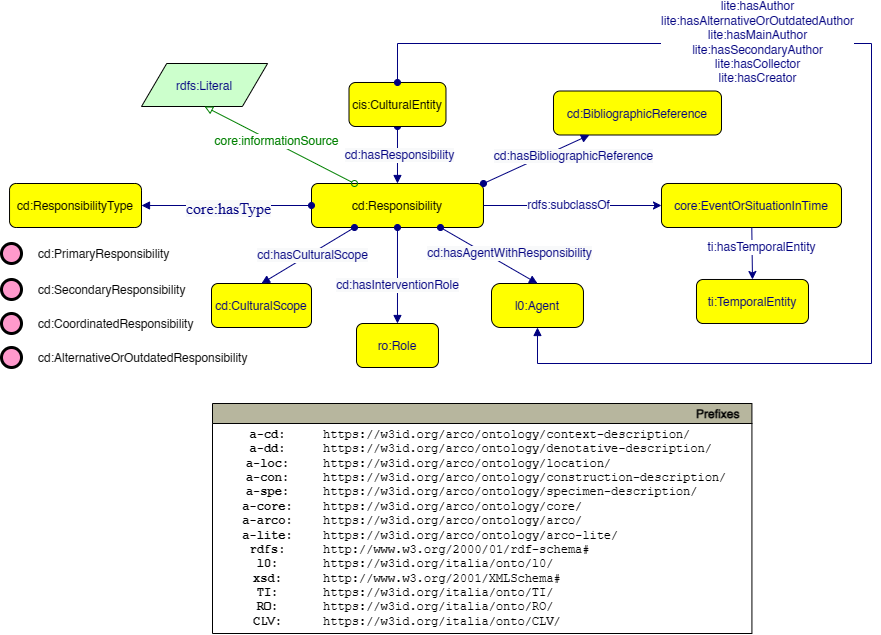 lite:hasAuthor
lite:hasAlternativeOrOutdatedAuthor
lite:hasMainAuthor
lite:hasSecondaryAuthor
lite:hasCollector
lite:hasCreator
rdfs:Literal
cis:CulturalEntity
cd:BibliographicReference
core:informationSource
cd:hasResponsibility
cd:hasBibliographicReference
cd:ResponsibilityType
core:hasType
cd:Responsibility
rdfs:subclassOf
core:EventOrSituationInTime
cd:PrimaryResponsibility
cd:hasCulturalScope
cd:hasAgentWithResponsibility
ti:hasTemporalEntity
cd:SecondaryResponsibility
cd:hasInterventionRole
cd:CulturalScope
l0:Agent
ti:TemporalEntity
cd:CoordinatedResponsibility
ro:Role
cd:AlternativeOrOutdatedResponsibility
Prefixes
a-cd: https://w3id.org/arco/ontology/context-description/
a-dd: https://w3id.org/arco/ontology/denotative-description/
a-loc: https://w3id.org/arco/ontology/location/
a-con: https://w3id.org/arco/ontology/construction-description/
a-spe: https://w3id.org/arco/ontology/specimen-description/
a-core: https://w3id.org/arco/ontology/core/
a-arco: https://w3id.org/arco/ontology/arco/
a-lite: https://w3id.org/arco/ontology/arco-lite/
rdfs: http://www.w3.org/2000/01/rdf-schema#
l0: https://w3id.org/italia/onto/l0/
xsd: http://www.w3.org/2001/XMLSchema#
TI: https://w3id.org/italia/onto/TI/
RO: https://w3id.org/italia/onto/RO/
CLV: https://w3id.org/italia/onto/CLV/